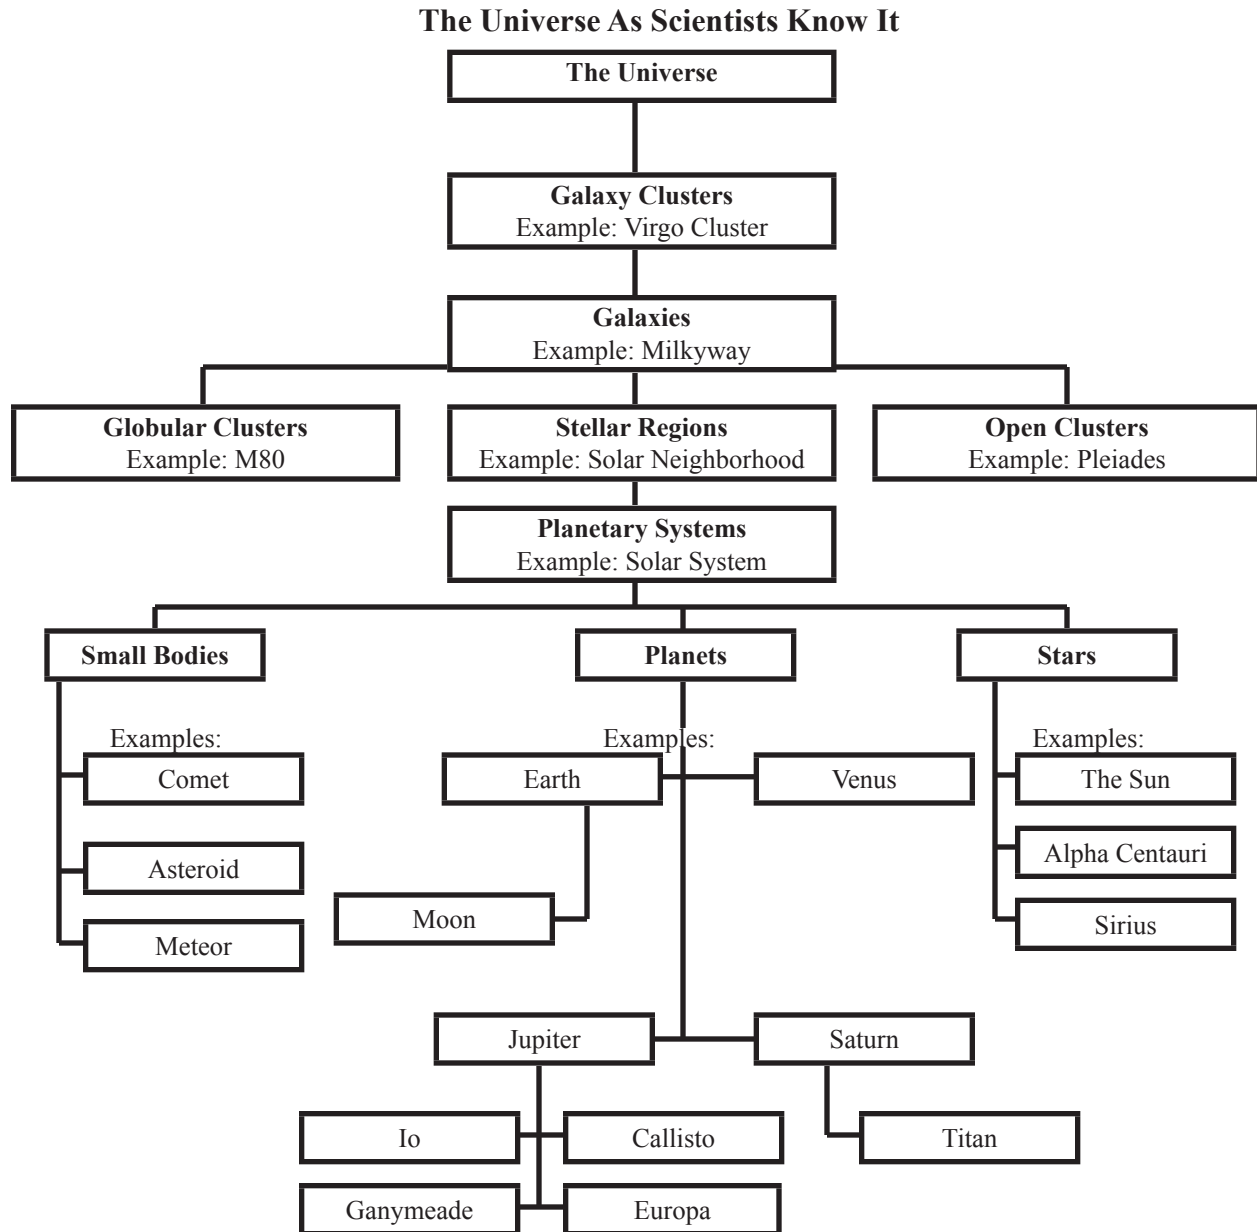 The Universe As Scientists Know It
The Universe
Galaxy Clusters
Example: Virgo Cluster
Galaxies
Example: Milkyway
Globular Clusters
Example: M80
Stellar Regions
Example: Solar Neighborhood
Open Clusters
Example: Pleiades
Planetary Systems
Example: Solar System
Small Bodies
Planets
Stars
Examples:
Examples:
Examples:
Comet
Earth
Venus
The Sun
Asteroid
Alpha Centauri
Moon
Meteor
Sirius
Jupiter
Saturn
Io
Callisto
Titan
Ganymeade
Europa